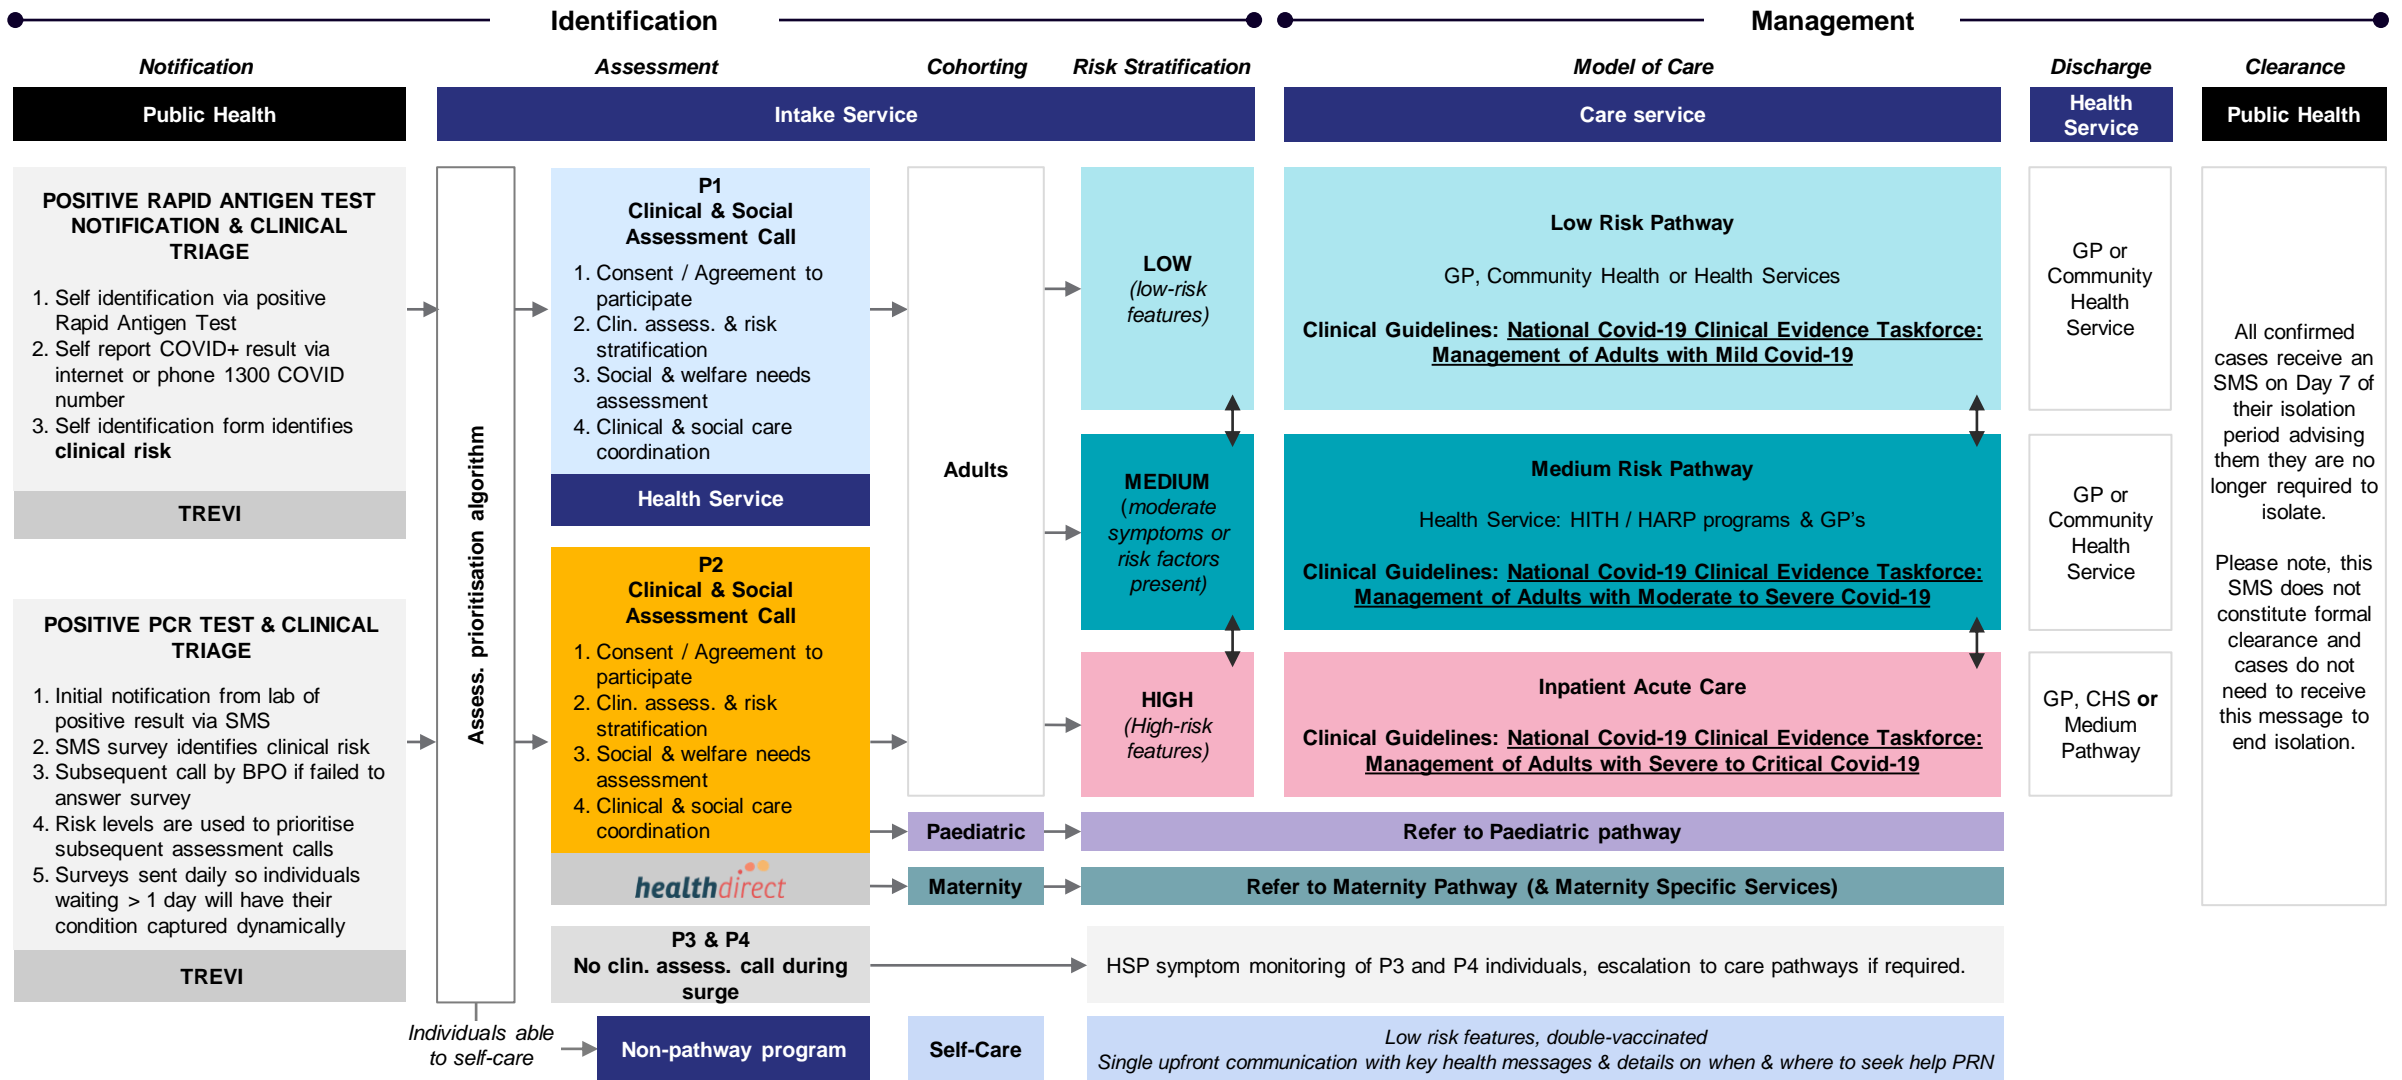 Identification
Management
Notification
Assessment
Cohorting
Risk Stratification
Model of Care
Discharge
Clearance
Public Health
Intake Service
Care service
Health
Service
Public Health
POSITIVE RAPID ANTIGEN TEST
NOTIFICATION & CLINICAL
TRIAGE
1. Self identification via positive
Rapid Antigen Test
2. Self report COVID+ result via
internet or phone 1300 COVID
number
3. Self identification form identifies
clinical risk
TREVI
POSITIVE PCR TEST & CLINICAL
TRIAGE
1. Initial notification from lab of
positive result via SMS
2. SMS survey identifies clinical risk
3. Subsequent call by BPO if failed to
answer survey
4. Risk levels are used to prioritise
subsequent assessment calls
5. Surveys sent daily so individuals
waiting > 1 day will have their
condition captured dynamically
TREVI
Assess. prioritisation algorithm
Individuals able
to self-care
P1
Clinical & Social
Assessment Call
1. Consent / Agreement to
participate
2. Clin. assess. & risk
stratification
3. Social & welfare needs
assessment
4. Clinical & social care
coordination
Health Service
P2
Clinical & Social
Assessment Call
1. Consent / Agreement to
participate
2. Clin. assess. & risk
stratification
3. Social & welfare needs
assessment
4. Clinical & social care
coordination
healthdirect
P3 & P4
No clin. assess. call during
surge
Non-pathway program
Adults
Paediatric
Maternity
Self-Care
LOW
(low-risk
features)
MEDIUM
(moderate
symptoms or
risk factors
present)
HIGH
(High-risk
features)
Low Risk Pathway
GP, Community Health or Health Services
Clinical Guidelines: National Covid-19 Clinical Evidence Taskforce:
Management of Adults with Mild Covid-19
Medium Risk Pathway
Health Service: HITH / HARP programs & GP's
Clinical Guidelines: National Covid-19 Clinical Evidence Taskforce:
Management of Adults with Moderate to Severe Covid-19
Inpatient Acute Care
Clinical Guidelines: National Covid-19 Clinical Evidence Taskforce:
Management of Adults with Severe to Critical Covid-19
Refer to Paediatric pathway
Refer to Maternity Pathway (& Maternity Specific Services)
HSP symptom monitoring of P3 and P4 individuals, escalation to care pathways if required.
Low risk features, double-vaccinated
Single upfront communication with key health messages & details on when & where to seek help PRN
GP or
Community
Health
Service
GP or
Community
Health
Service
GP, CHS or
Medium
Pathway
All confirmed
cases receive an
SMS on Day 7 of
their isolation
period advising
them they are no
longer required to
isolate.
Please note, this
SMS does not
constitute formal
clearance and
cases do not
need to receive
this message to
end isolation.